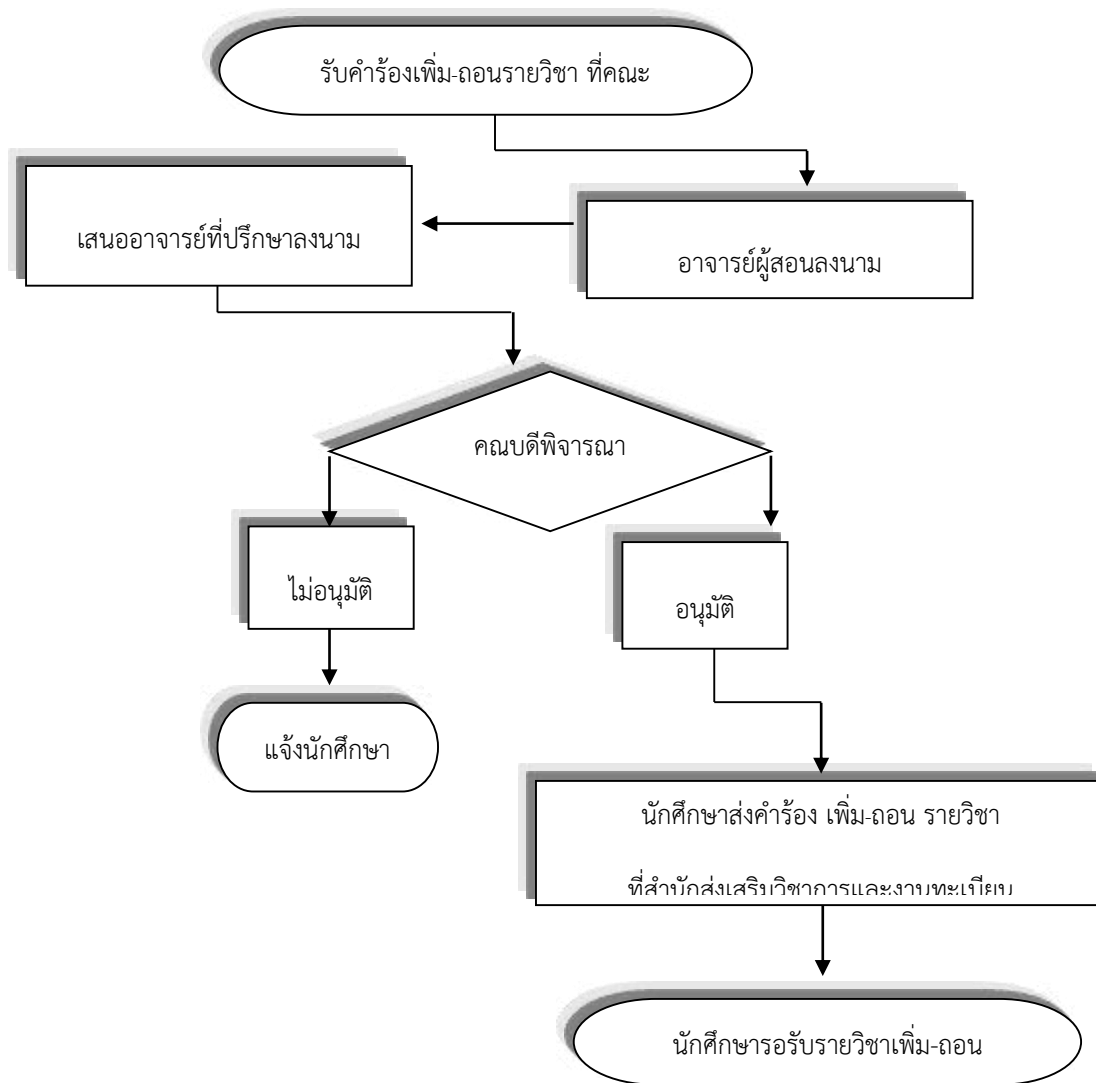 รับคำร้องเพิ่ม-ถอนรายวิชา ที่คณะ
อาจารย์ผู้สอนลงนาม
เสนออาจารย์ที่ปรึกษาลงนาม
คณบดีพิจารณา
ไม่อนุมัติ
อนุมัติ
แจ้งนักศึกษา
นักศึกษาส่งคำร้อง เพิ่ม-ถอน รายวิชา
ที่สำนักส่งเสริมวิชาการและงานทะเบียน
นักศึกษารอรับรายวิชาเพิ่ม-ถอน